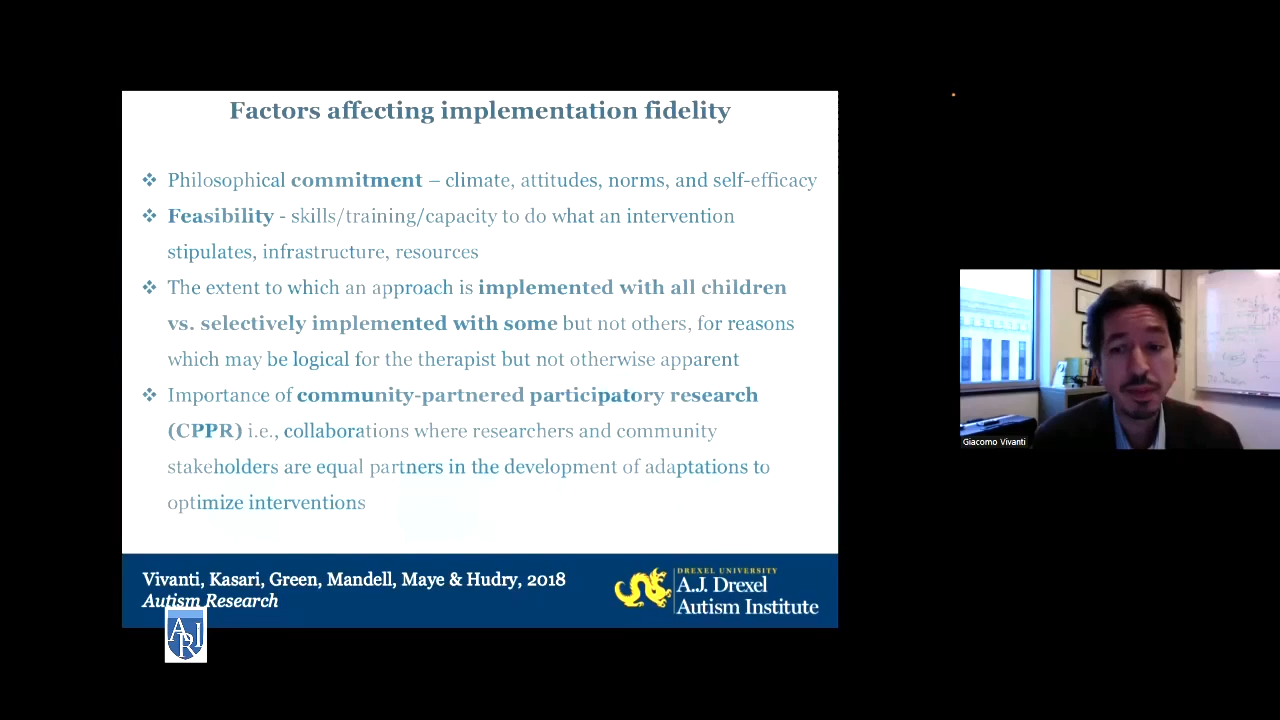 Factors affecting implementation fidelity
❖ Philosophical commitment – climate, attitudes, norms, and self-efficacy
❖ Feasibility - skills/training/capacity to do what an intervention
stipulates, infrastructure, resources
❖ The extent to which an approach is implemented with all children
vs. selectively implemented with some but not others, for reasons
which may be logical for the therapist but not otherwise apparent
❖ Importance of community-partnered participatory research
(CPPR) i.e., collaborations where researchers and community
stakeholders are equal partners in the development of adaptations to
optimize interventions
Vivanti, Kasari, Green, Mandell, Maye & Hudry, 2018
Autism Research
DREXEL UNIVERSITY
A.J. Drexel
Autism Institute
ARI
Giacomo Vivanti